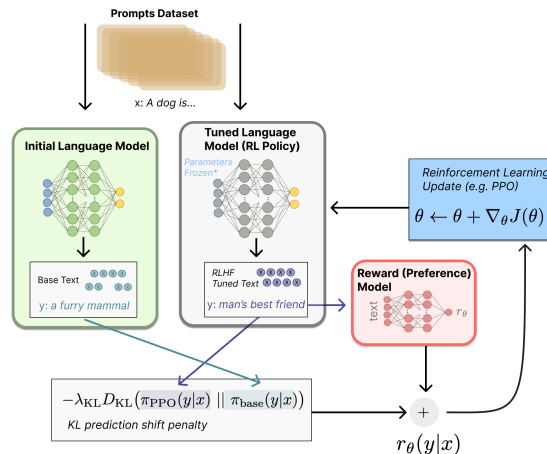 Prompts Dataset
x: A dog is...
Initial Language Model
Tuned Language
Model (RL Policy)
Parameters
Frozen*
Reinforcement Learning
Update (e.g. PPO)
θ ← θ + ∇θJ(θ)
Base Text
x x x x
x x x x
y: a furry mammal
RLHF
Tuned Text
x x x x
x x x x
y: man's best friend
Reward (Preference)
Model
text
rθ
−λKL DKL(πPPO(y|x) || πbase(y|x))
KL prediction shift penalty
+
rθ(y|x)